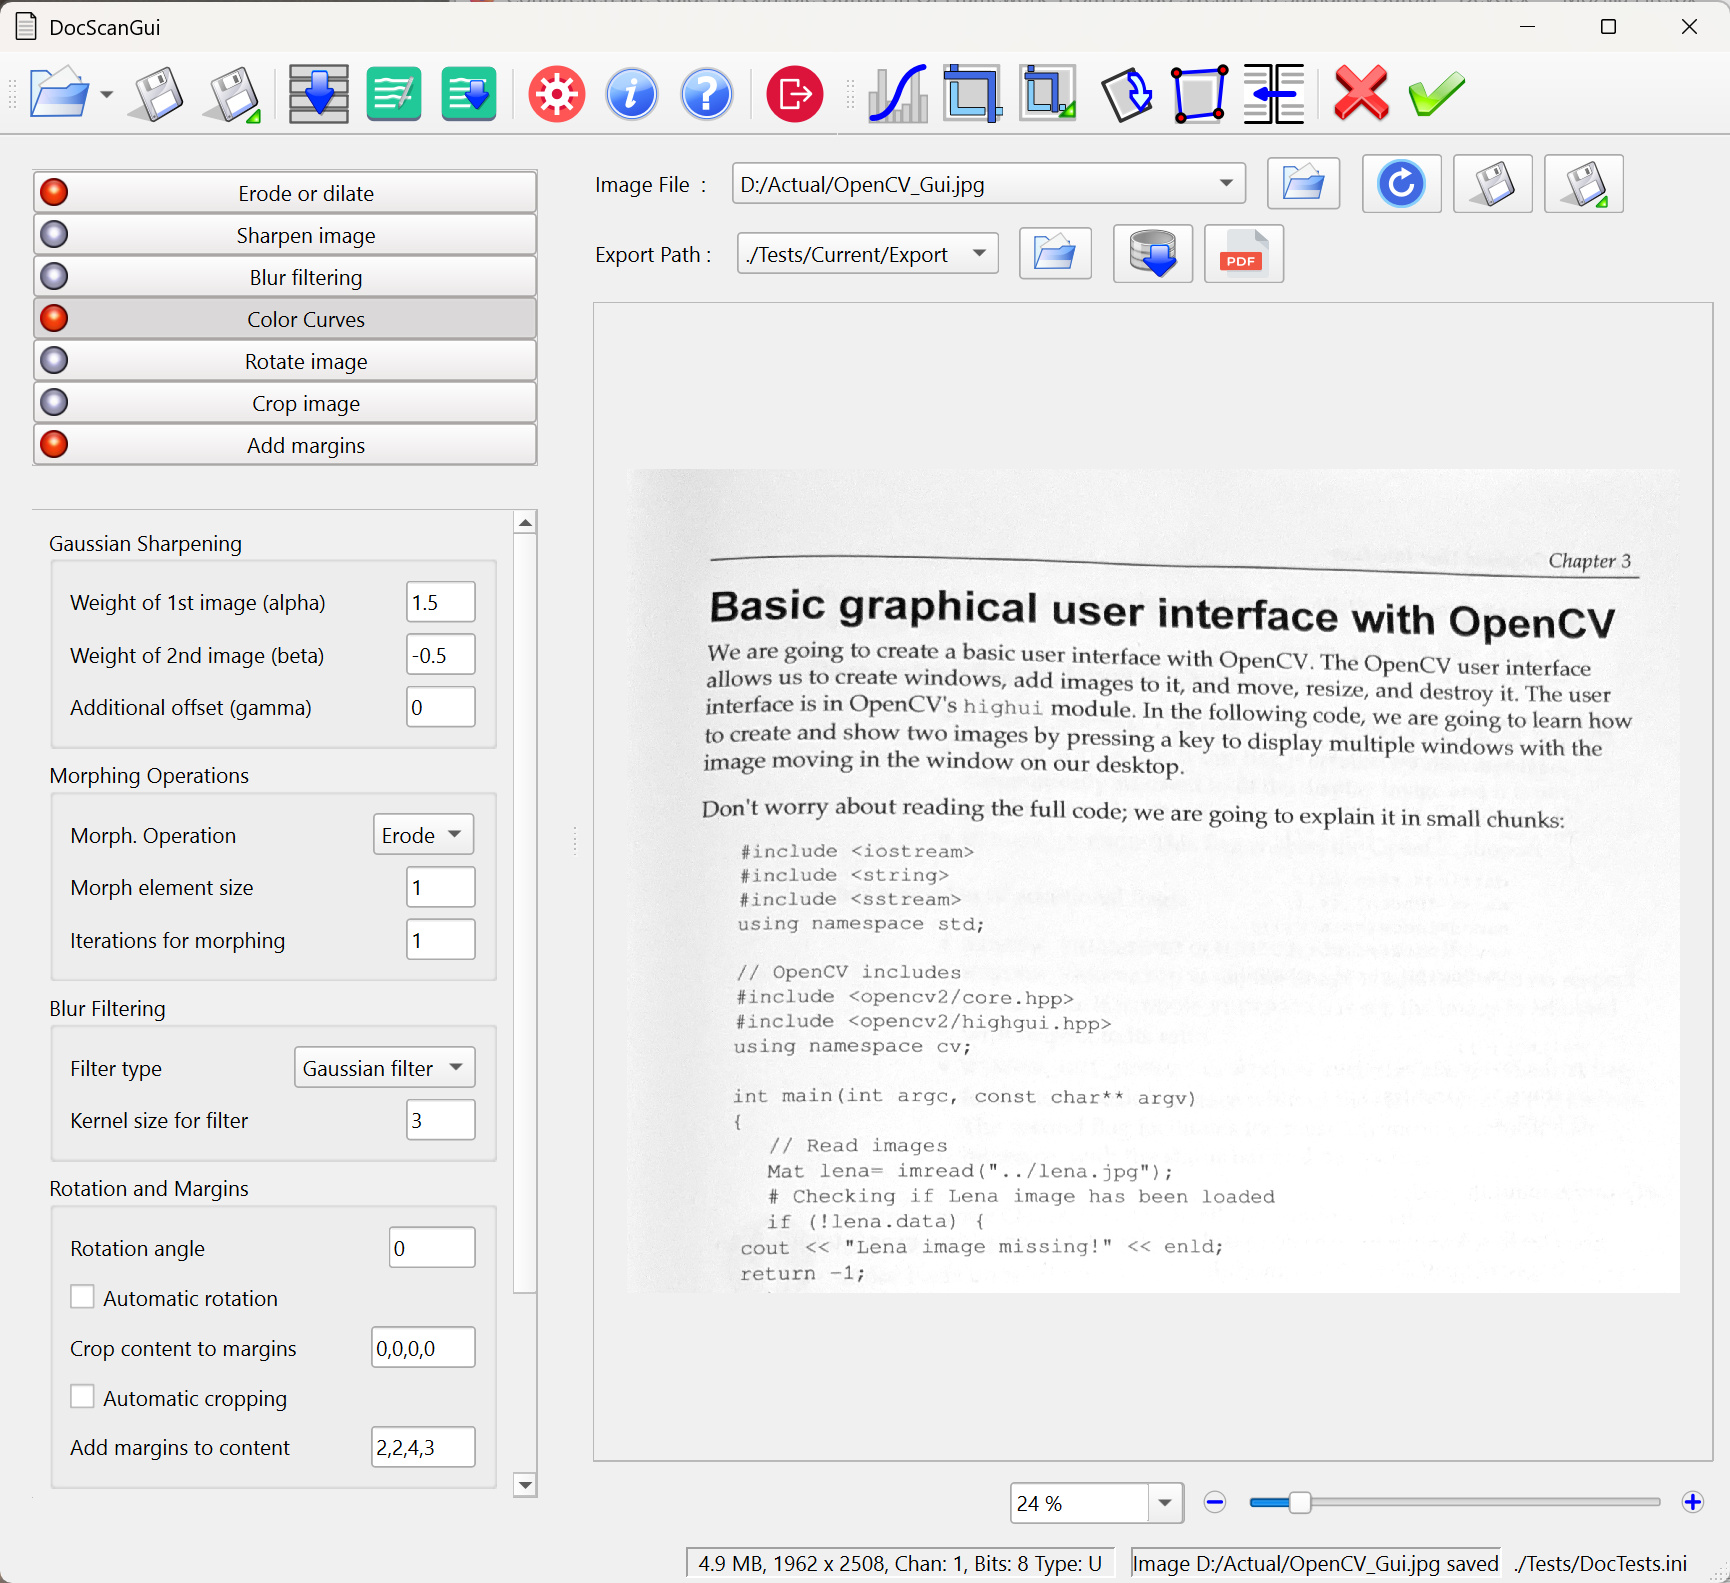 DocScanGui
Erode or dilate
Sharpen image
Blur filtering
Color Curves
Rotate image
Crop image
Add margins
Gaussian Sharpening
Weight of 1st image (alpha) 1.5
Weight of 2nd image (beta) -0.5
Additional offset (gamma) 0
Morphing Operations
Morph. Operation Erode
Morph element size 1
Iterations for morphing 1
Blur Filtering
Filter type Gaussian filter
Kernel size for filter 3
Rotation and Margins
Rotation angle 0
Automatic rotation
Crop content to margins 0,0,0,0
Automatic cropping
Add margins to content 2,2,4,3
Image File : D:/Actual/OpenCV_Gui.jpg
Export Path : ./Tests/Current/Export
PDF
Chapter 3
Basic graphical user interface with OpenCV
We are going to create a basic user interface with OpenCV. The OpenCV user interface
allows us to create windows, add images to it, and move, resize, and destroy it. The user
interface is in OpenCV's highui module. In the following code, we are going to learn how
to create and show two images by pressing a key to display multiple windows with the
image moving in the window on our desktop.
Don't worry about reading the full code; we are going to explain it in small chunks:
#include <iostream>
#include <string>
#include <sstream>
using namespace std;
// OpenCV includes
#include <opencv2/core.hpp>
#include <opencv2/highgui.hpp>
using namespace cv;
int main(int argc, const char** argv)
{
// Read images
Mat lena= imread("../lena.jpg");
# Checking if Lena image has been loaded
if (!lena.data) {
cout << "Lena image missing!" << enld;
return -1;
24 %
4.9 MB, 1962 x 2508, Chan: 1, Bits: 8 Type: U
Image D:/Actual/OpenCV_Gui.jpg saved
./Tests/DocTests.ini